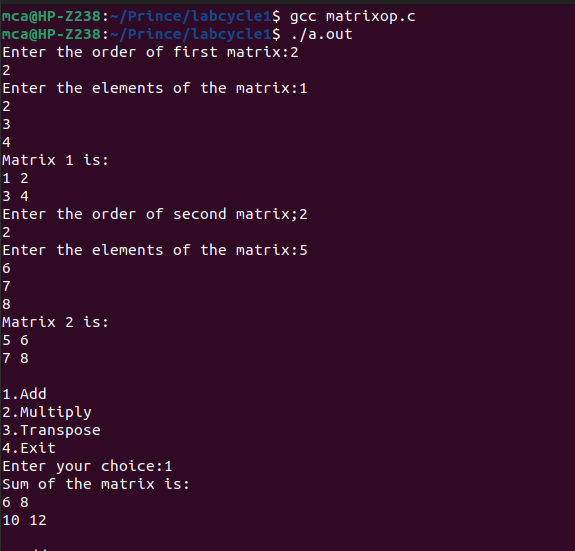 mca@HP-Z238:~/Prince/labcycle1$ gcc matrixop.c
mca@HP-Z238:~/Prince/labcycle1$ ./a.out
Enter the order of first matrix:2
2
Enter the elements of the matrix:1
2
3
4
Matrix 1 is:
1 2
3 4
Enter the order of second matrix;2
2
Enter the elements of the matrix:5
6
7
8
Matrix 2 is:
5 6
7 8
1.Add
2.Multiply
3.Transpose
4.Exit
Enter your choice:1
Sum of the matrix is:
6 8
10 12